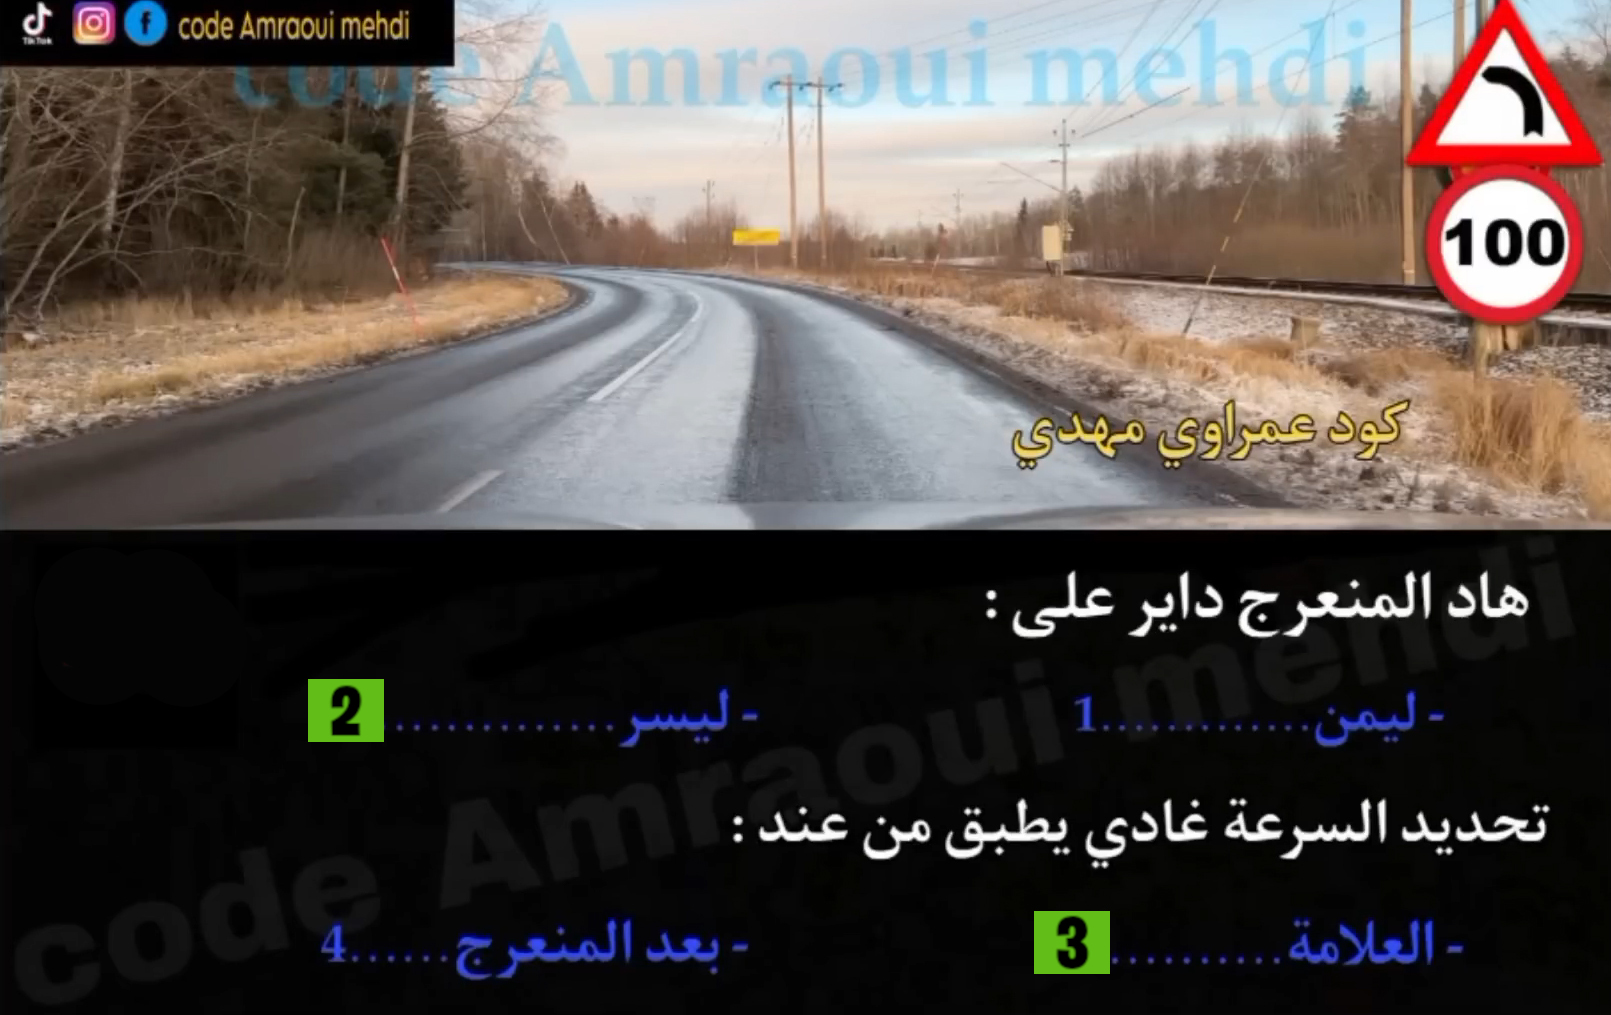 TikTok
code Amraoui mehdi
code Amraoui mehdi
100
كود عمراوي مهدي
هاد المنعرج داير على :
- ليمن.............1 - ليسر.............2
تحديد السرعة غادي يطبق من عند :
- العلامة..........3 - بعد المنعرج......4
code Amraoui mehdi